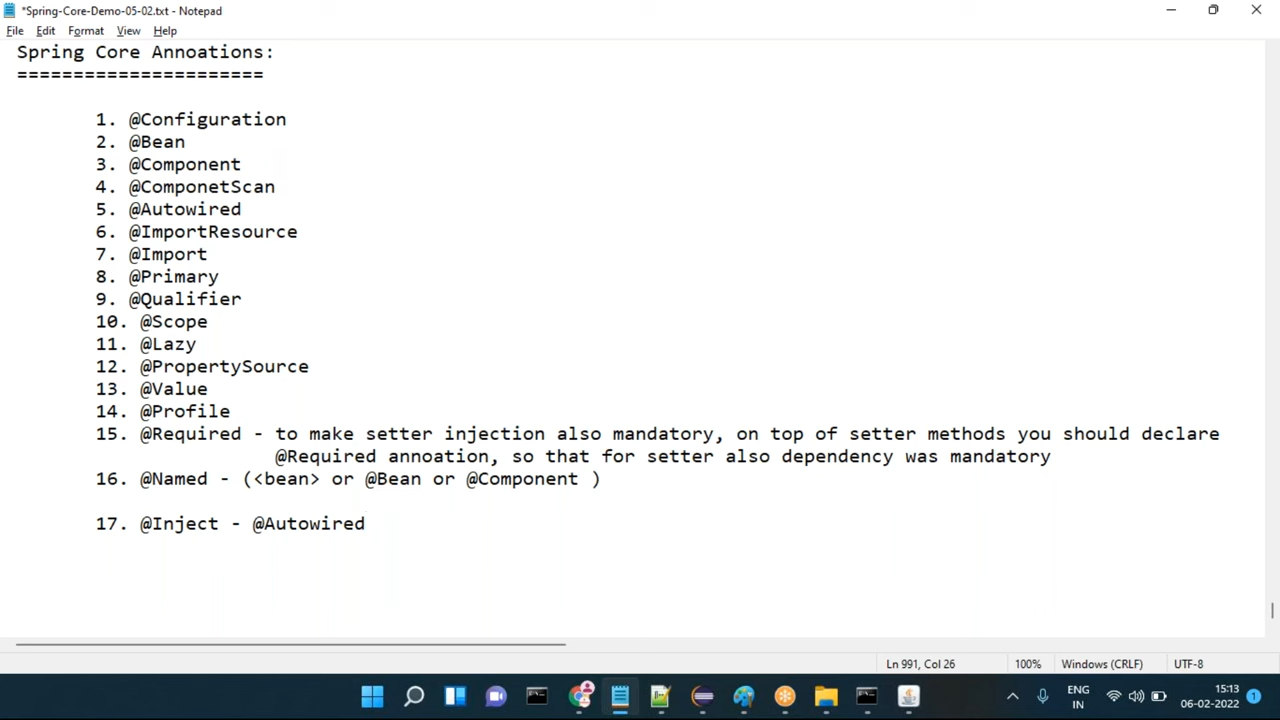 *Spring-Core-Demo-05-02.txt - Notepad
File Edit Format View Help
Spring Core Annoations:
======================
1. @Configuration
2. @Bean
3. @Component
4. @ComponetScan
5. @Autowired
6. @ImportResource
7. @Import
8. @Primary
9. @Qualifier
10. @Scope
11. @Lazy
12. @PropertySource
13. @Value
14. @Profile
15. @Required - to make setter injection also mandatory, on top of setter methods you should declare
@Required annoation, so that for setter also dependency was mandatory
16. @Named - (<bean> or @Bean or @Component )
17. @Inject - @Autowired
Ln 991, Col 26 100% Windows (CRLF) UTF-8
ENG 15:13
IN 06-02-2022 1